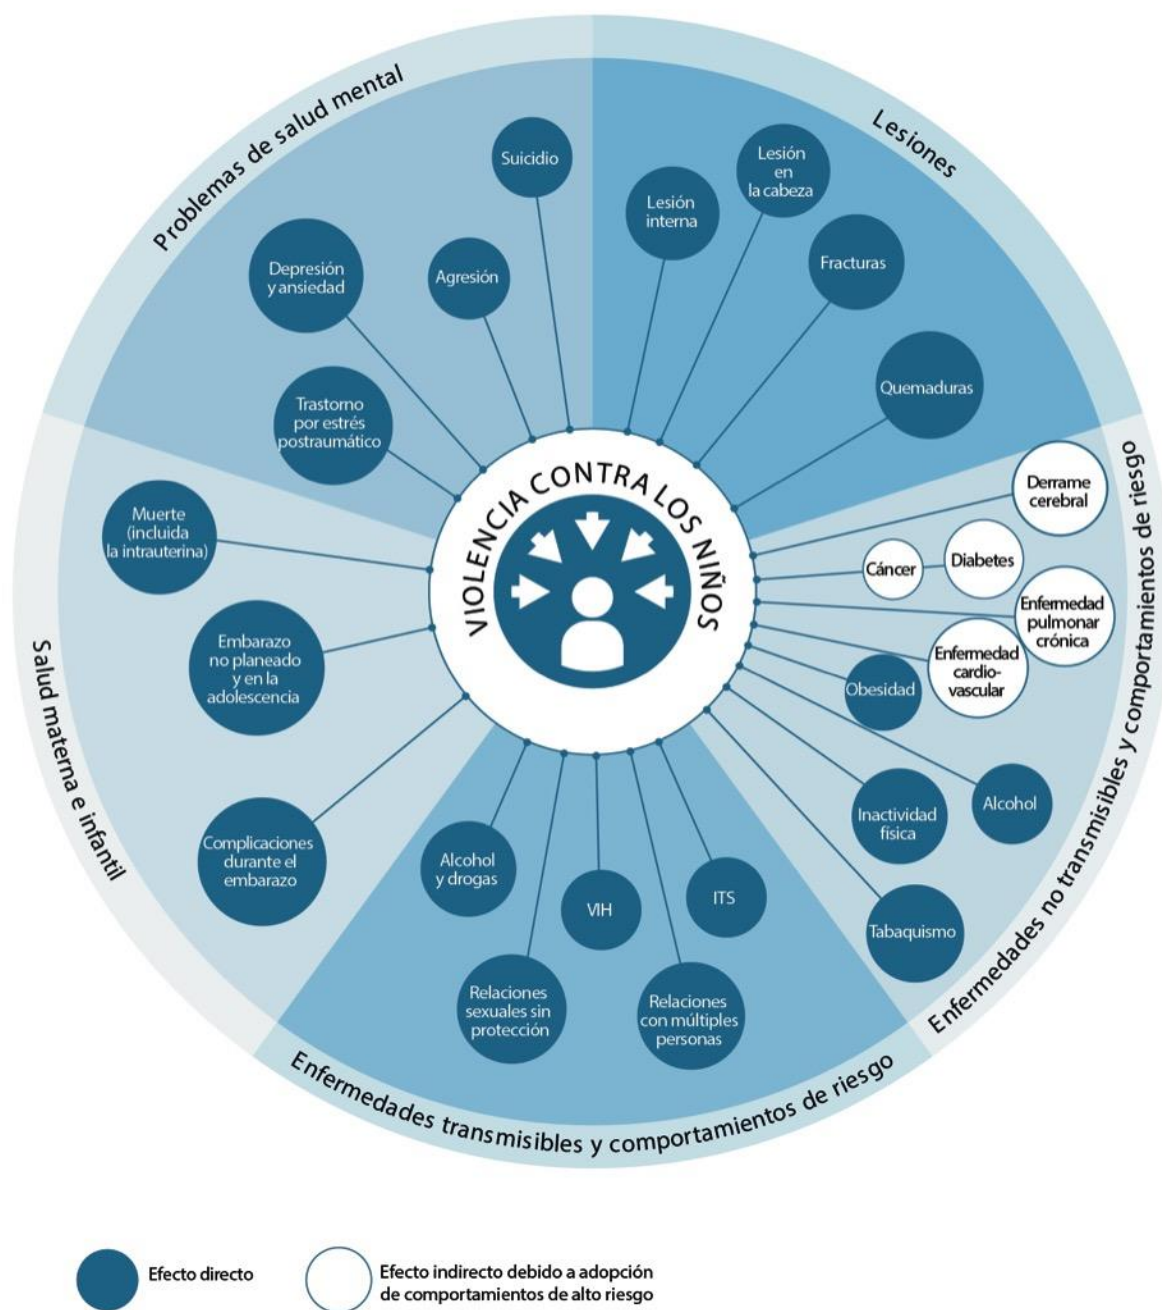 Problemas de salud mental
Lesiones
Suicidio
Depresión
y ansiedad
Agresión
Trastorno
por estrés
postraumático
Lesión
interna
Lesión
en
la cabeza
Fracturas
Quemaduras
VIOLENCIA CONTRA LOS NIÑOS
Enfermedades no transmisibles y comportamientos de riesgo
Derrame
cerebral
Cáncer
Diabetes
Enfermedad
pulmonar
crónica
Enfermedad
cardio-
vascular
Obesidad
Alcohol
Inactividad
física
Tabaquismo
Salud materna e infantil
Muerte
(incluida
la intrauterina)
Embarazo
no planeado
y en la
adolescencia
Complicaciones
durante el
embarazo
Alcohol
y drogas
VIH
ITS
Relaciones
sexuales sin
protección
Relaciones
con múltiples
personas
Enfermedades transmisibles y comportamientos de riesgo
Efecto directo
Efecto indirecto debido a adopción
de comportamientos de alto riesgo